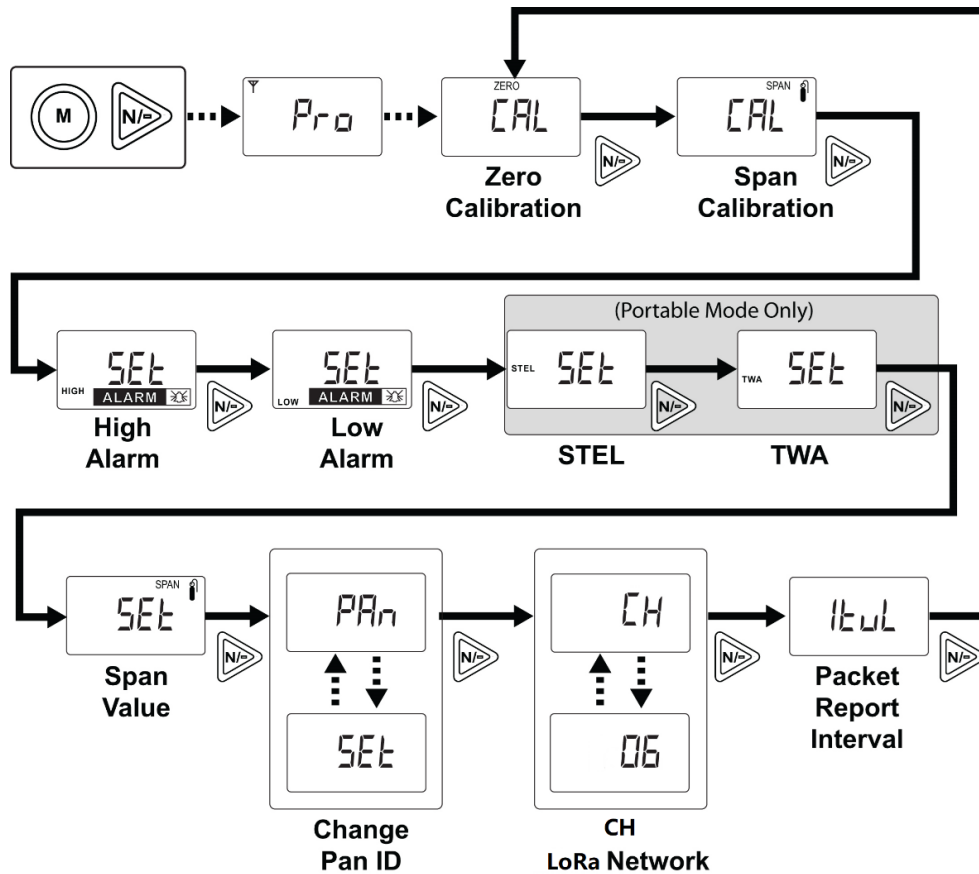 M N/-
Pro
ZERO
CAL
N/-
Zero
Calibration
SPAN
CAL
N/-
Span
Calibration
HIGH
SEt
ALARM
N/-
High
Alarm
LOW
SEt
ALARM
N/-
Low
Alarm
(Portable Mode Only)
STEL
SEt
N/-
STEL
TWA
SEt
N/-
TWA
SPAN
SEt
N/-
Span
Value
PAn
SEt
N/-
Change
Pan ID
CH
06
N/-
CH
LoRa Network
ItuL
N/-
Packet
Report
Interval